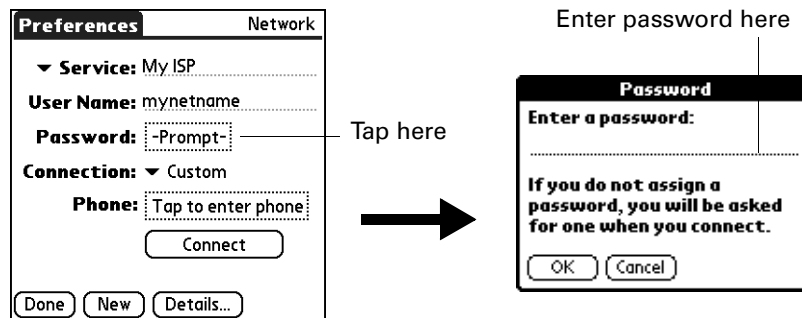 Preferences Network
Service: My ISP
User Name: mynetname
Password: -Prompt-
Connection: Custom
Phone: Tap to enter phone
Connect
Done New Details...
Tap here
Enter password here
Password
Enter a password:
If you do not assign a
password, you will be asked
for one when you connect.
OK Cancel